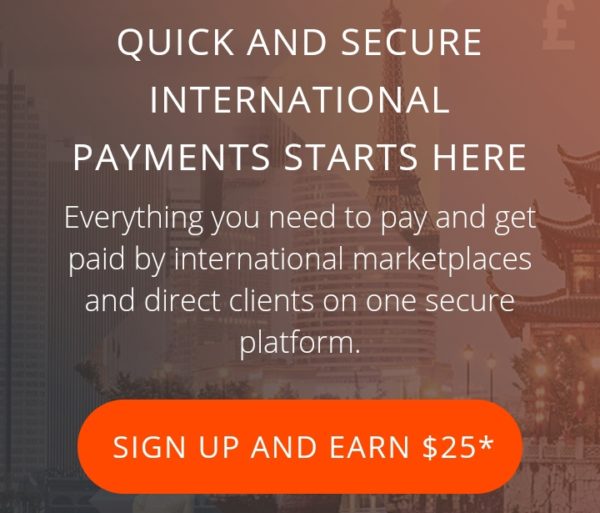 £
QUICK AND SECURE
INTERNATIONAL
PAYMENTS STARTS HERE
Everything you need to pay and get
paid by international marketplaces
and direct clients on one secure
platform.
SIGN UP AND EARN $25*